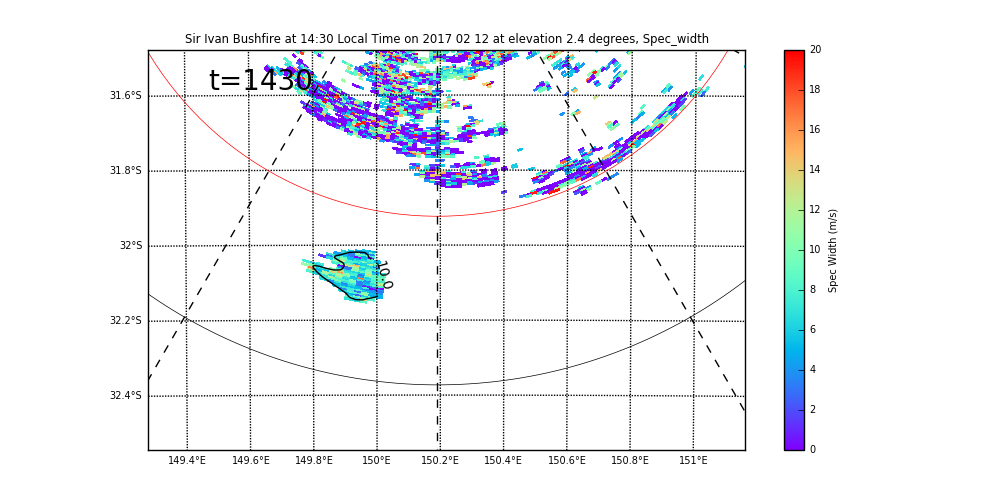 Sir Ivan Bushfire at 14:30 Local Time on 2017 02 12 at elevation 2.4 degrees, Spec_width
t=1430
31.6°S
31.8°S
32°S
32.2°S
32.4°S
10.0
149.4°E 149.6°E 149.8°E 150°E 150.2°E 150.4°E 150.6°E 150.8°E 151°E
20
18
16
14
12
10
8
6
4
2
0
Spec Width (m/s)